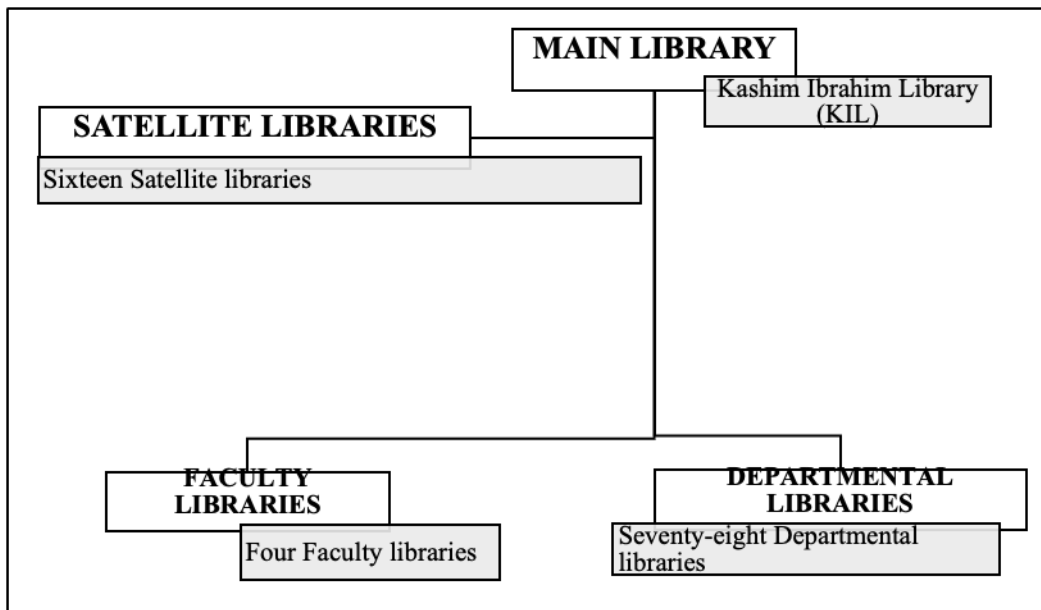 MAIN LIBRARY
Kashim Ibrahim Library
(KIL)
SATELLITE LIBRARIES
Sixteen Satellite libraries
FACULTY
LIBRARIES
Four Faculty libraries
DEPARTMENTAL
LIBRARIES
Seventy-eight Departmental
libraries